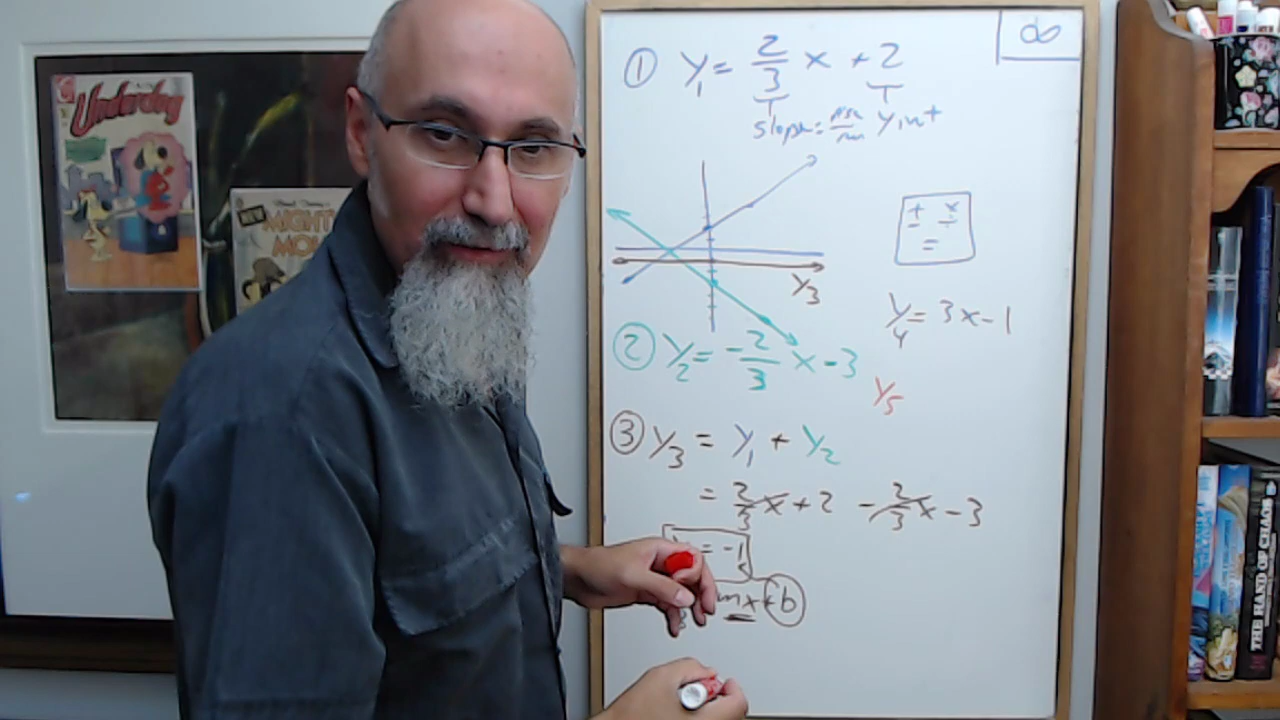 ∞
① y₁ = 2/3 x + 2
slope = rise/run y int
+ x
- ÷
=
y₃
y₄ = 3x - 1
② y₂ = -2/3 x - 3
y₅
③ y₃ = y₁ + y₂
= 2/3 x + 2 - 2/3 x - 3
= -1
mx + b
Underdog
NEW
MIGHTY
THE HAND OF CHAOS